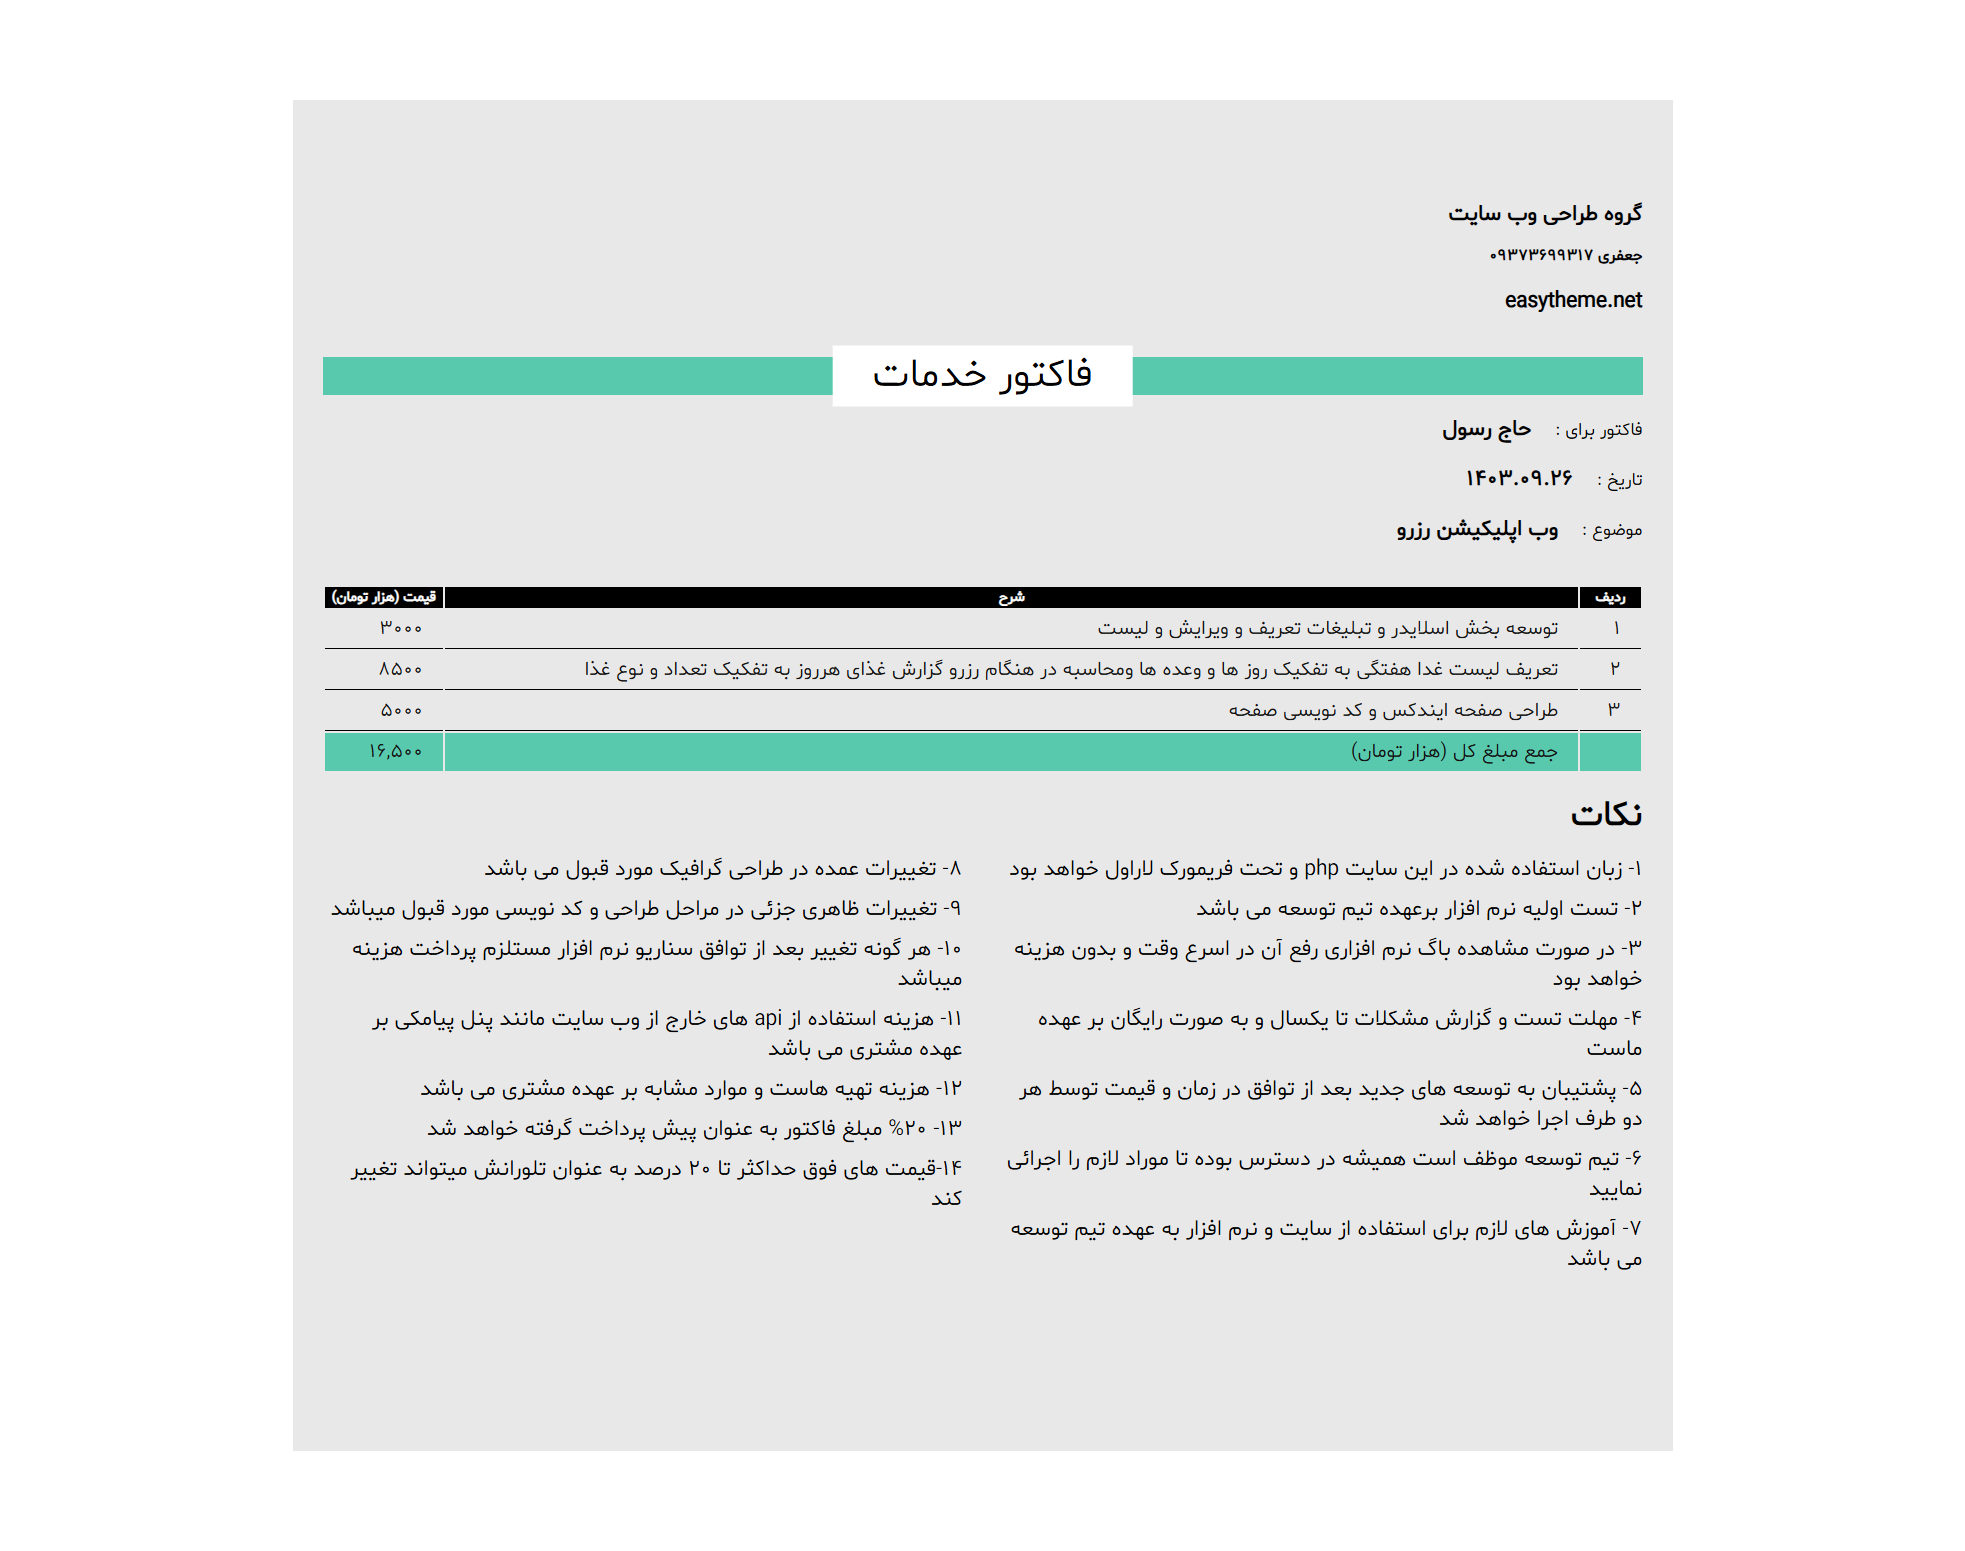 گروه طراحی وب سایت
جعفری ۰۹۳۷۳۶۹۹۳۱۷
easytheme.net
فاکتور خدمات
فاکتور برای : حاج رسول
تاریخ : ۱۴۰۳.۰۹.۲۶
موضوع : وب اپلیکیشن رزرو
ردیف شرح قیمت (هزار تومان)
۱ توسعه بخش اسلایدر و تبلیغات تعریف و ویرایش و لیست ۳۰۰۰
۲ تعریف لیست غدا هفتگی به تفکیک روز ها و وعده ها ومحاسبه در هنگام رزرو گزارش غذای هرروز به تفکیک تعداد و نوع غذا ۸۵۰۰
۳ طراحی صفحه ایندکس و کد نویسی صفحه ۵۰۰۰
جمع مبلغ کل (هزار تومان) ۱۶,۵۰۰
نکات
۱- زبان استفاده شده در این سایت php و تحت فریمورک لاراول خواهد بود
۲- تست اولیه نرم افزار برعهده تیم توسعه می باشد
۳- در صورت مشاهده باگ نرم افزاری رفع آن در اسرع وقت و بدون هزینه
خواهد بود
۴- مهلت تست و گزارش مشکلات تا یکسال و به صورت رایگان بر عهده
ماست
۵- پشتیبان به توسعه های جدید بعد از توافق در زمان و قیمت توسط هر
دو طرف اجرا خواهد شد
۶- تیم توسعه موظف است همیشه در دسترس بوده تا موراد لازم را اجرائی
نمایید
۷- آموزش های لازم برای استفاده از سایت و نرم افزار به عهده تیم توسعه
می باشد
۸- تغییرات عمده در طراحی گرافیک مورد قبول می باشد
۹- تغییرات ظاهری جزئی در مراحل طراحی و کد نویسی مورد قبول میباشد
۱۰- هر گونه تغییر بعد از توافق سناریو نرم افزار مستلزم پرداخت هزینه
میباشد
۱۱- هزینه استفاده از api های خارج از وب سایت مانند پنل پیامکی بر
عهده مشتری می باشد
۱۲- هزینه تهیه هاست و موارد مشابه بر عهده مشتری می باشد
۱۳- ۲۰% مبلغ فاکتور به عنوان پیش پرداخت گرفته خواهد شد
۱۴-قیمت های فوق حداکثر تا ۲۰ درصد به عنوان تلورانش میتواند تغییر
کند